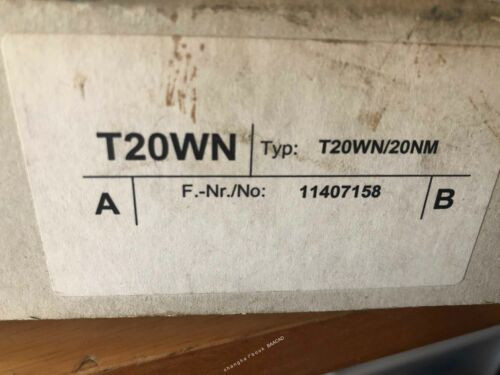 T20WN Typ: T20WN/20NM
A F.-Nr./No: 11407158 B